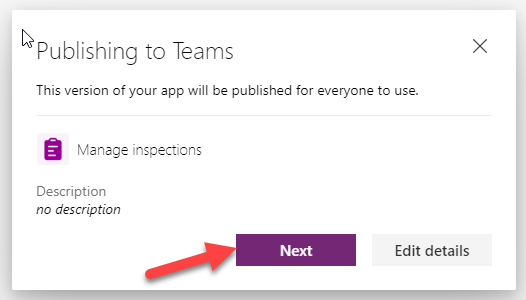 Publishing to Teams
This version of your app will be published for everyone to use.
Manage inspections
Description
no description
Next
Edit details